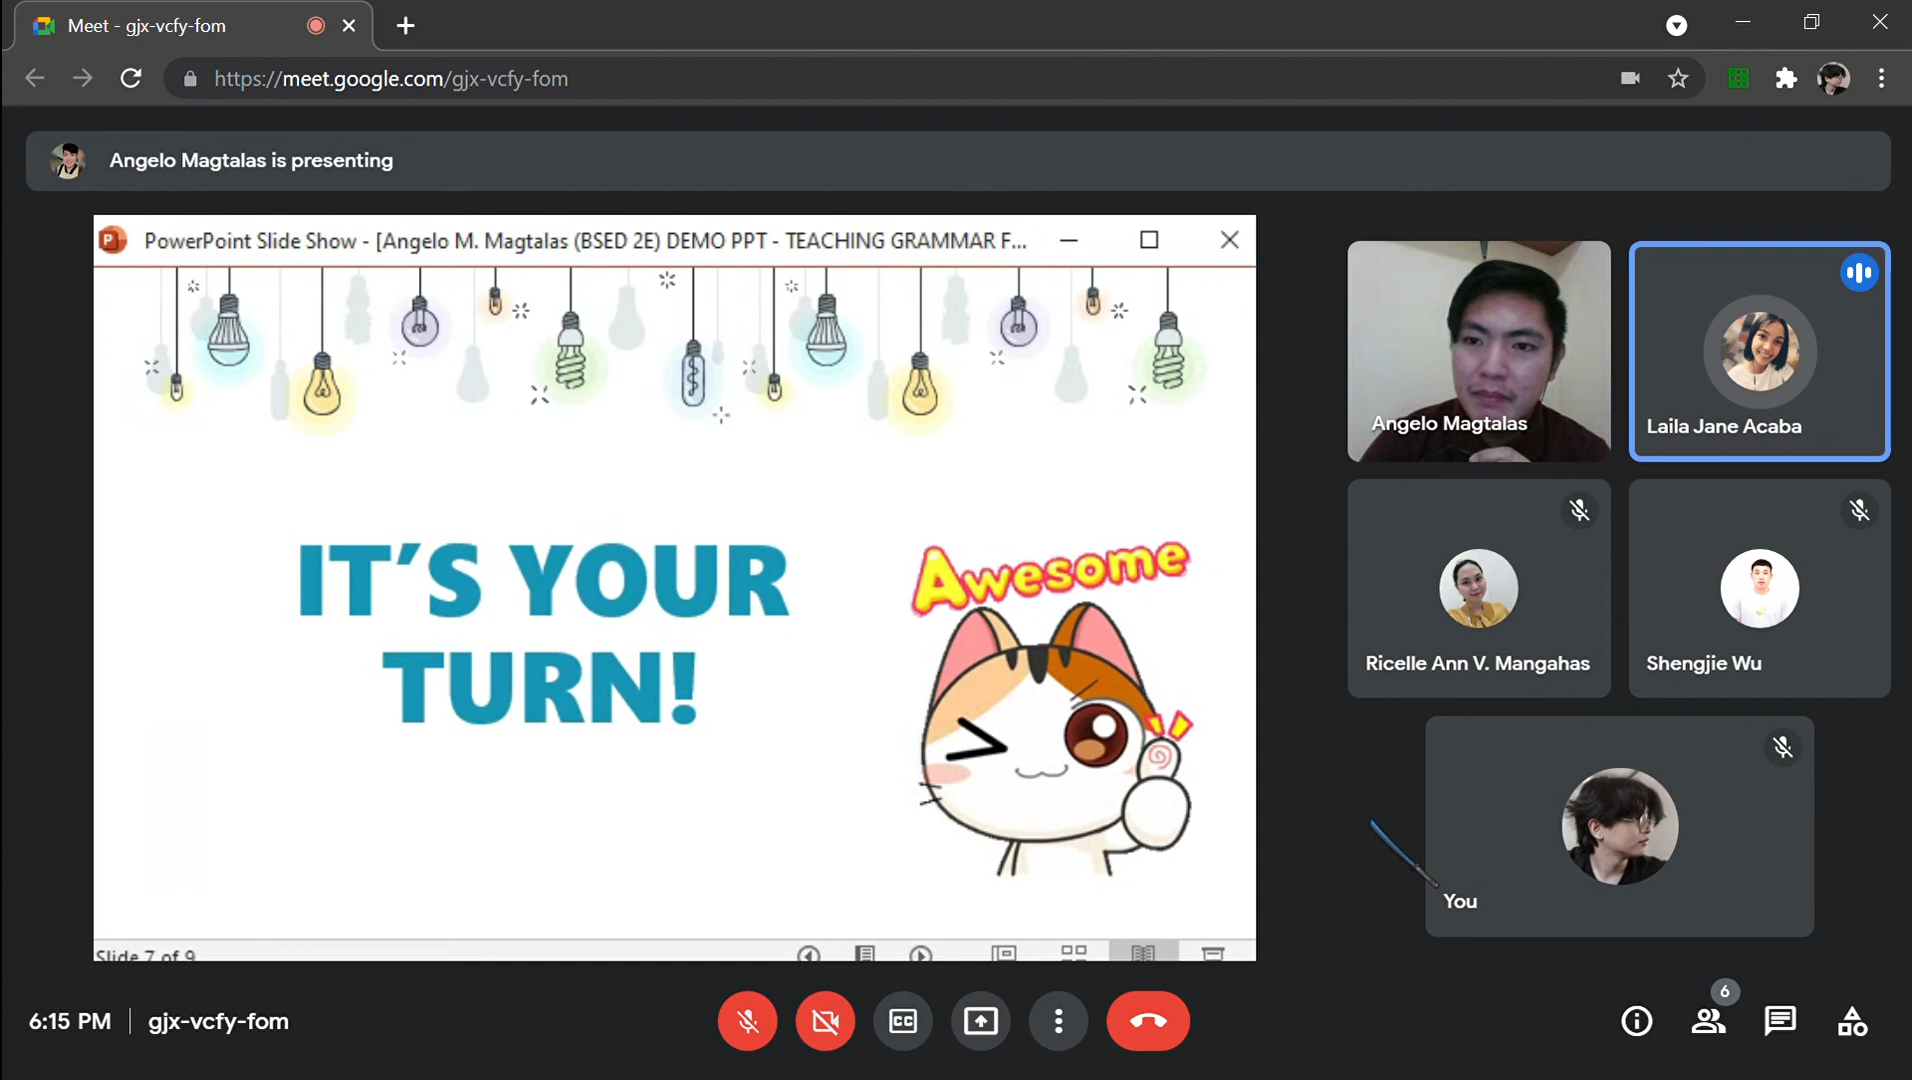 Meet - gjx-vcfy-fom
https://meet.google.com/gjx-vcfy-fom
Angelo Magtalas is presenting
PowerPoint Slide Show - [Angelo M. Magtalas (BSED 2E) DEMO PPT - TEACHING GRAMMAR F...
IT'S YOUR
TURN!
Awesome
Slide 7 of 9
Angelo Magtalas
Laila Jane Acaba
Ricelle Ann V. Mangahas
Shengjie Wu
You
6:15 PM
gjx-vcfy-fom
CC
6